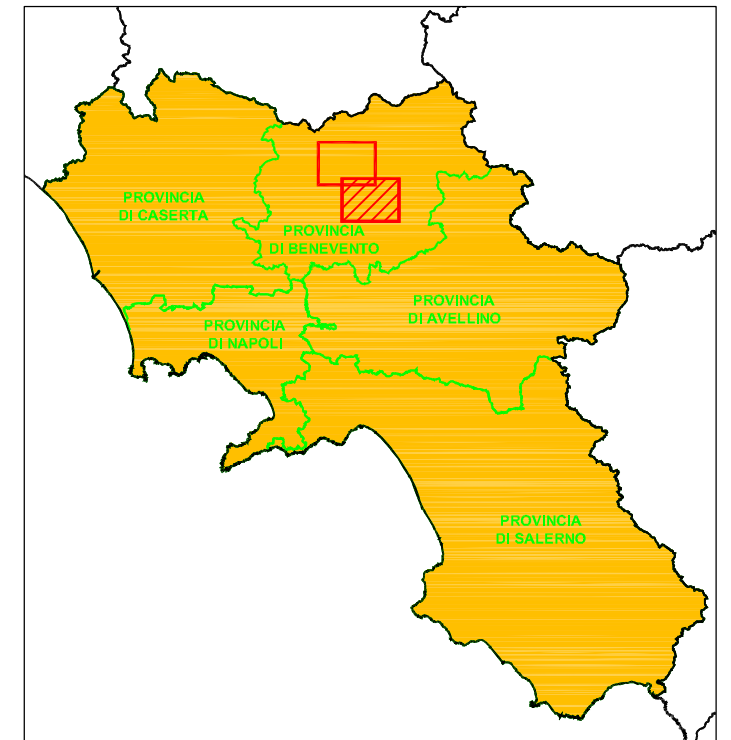 PROVINCIA
DI CASERTA
PROVINCIA
DI BENEVENTO
PROVINCIA
DI AVELLINO
PROVINCIA
DI NAPOLI
PROVINCIA
DI SALERNO